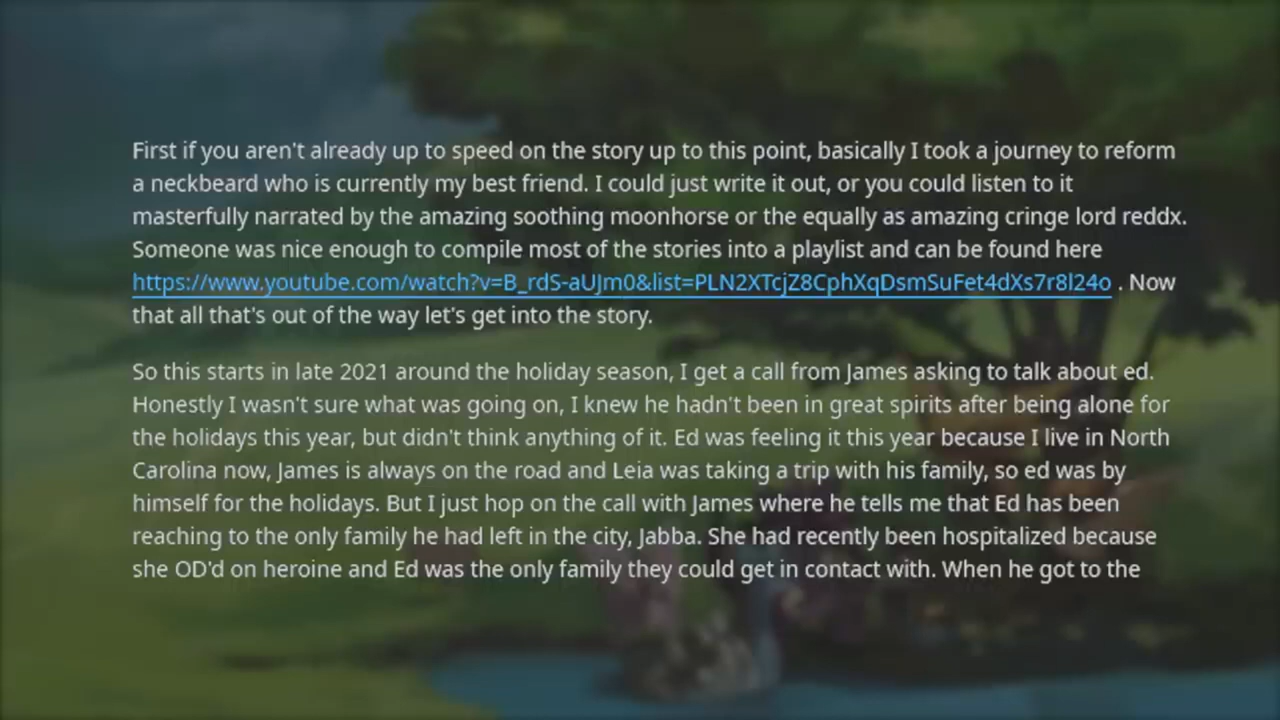 First if you aren't already up to speed on the story up to this point, basically I took a journey to reform
a neckbeard who is currently my best friend. I could just write it out, or you could listen to it
masterfully narrated by the amazing soothing moonhorse or the equally as amazing cringe lord reddx.
Someone was nice enough to compile most of the stories into a playlist and can be found here
https://www.youtube.com/watch?v=B_rdS-aUJm0&list=PLN2XTcjZ8CphXqDsmSuFet4dXs7r8l24o . Now
that all that's out of the way let's get into the story.
So this starts in late 2021 around the holiday season, I get a call from James asking to talk about ed.
Honestly I wasn't sure what was going on, I knew he hadn't been in great spirits after being alone for
the holidays this year, but didn't think anything of it. Ed was feeling it this year because I live in North
Carolina now, James is always on the road and Leia was taking a trip with his family, so ed was by
himself for the holidays. But I just hop on the call with James where he tells me that Ed has been
reaching to the only family he had left in the city, Jabba. She had recently been hospitalized because
she OD'd on heroine and Ed was the only family they could get in contact with. When he got to the